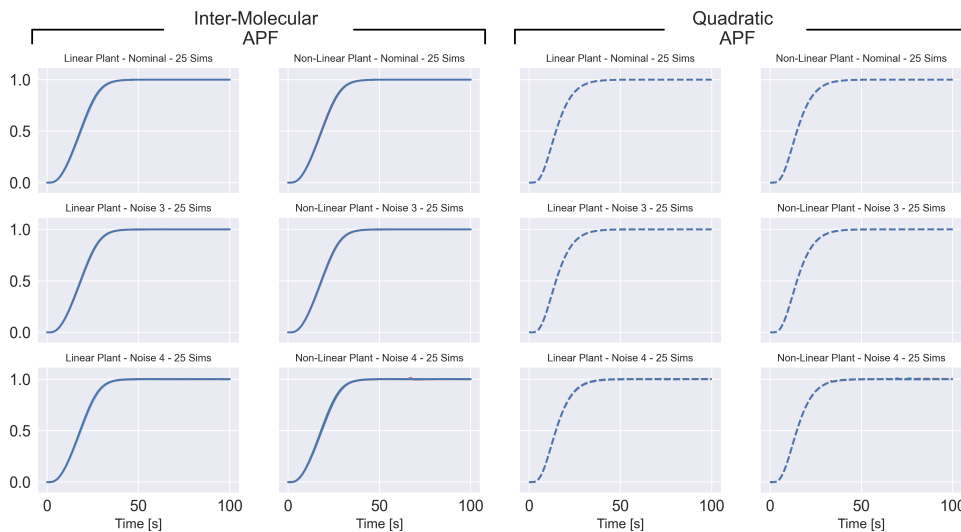 Inter-Molecular
APF
Quadratic
APF
Linear Plant - Nominal - 25 Sims
Non-Linear Plant - Nominal - 25 Sims
Linear Plant - Nominal - 25 Sims
Non-Linear Plant - Nominal - 25 Sims
1.0
0.5
0.0
Linear Plant - Noise 3 - 25 Sims
Non-Linear Plant - Noise 3 - 25 Sims
Linear Plant - Noise 3 - 25 Sims
Non-Linear Plant - Noise 3 - 25 Sims
1.0
0.5
0.0
Linear Plant - Noise 4 - 25 Sims
Non-Linear Plant - Noise 4 - 25 Sims
Linear Plant - Noise 4 - 25 Sims
Non-Linear Plant - Noise 4 - 25 Sims
1.0
0.5
0.0
0 50 100
0 50 100
0 50 100
0 50 100
Time [s]
Time [s]
Time [s]
Time [s]